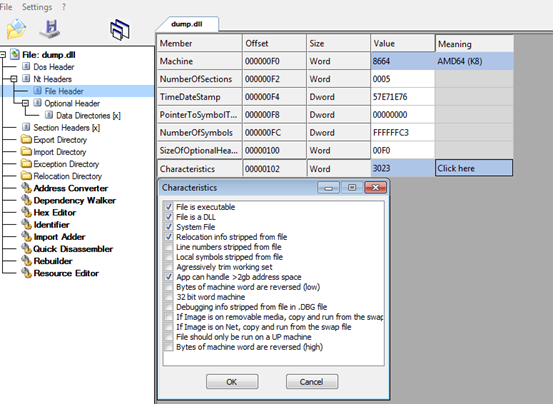 File Settings ?
dump.dll
File: dump.dll
Dos Header
Nt Headers
File Header
Optional Header
Data Directories [x]
Section Headers [x]
Export Directory
Import Directory
Exception Directory
Relocation Directory
Address Converter
Dependency Walker
Hex Editor
Identifier
Import Adder
Quick Disassembler
Rebuilder
Resource Editor
Member Offset Size Value Meaning
Machine 000000F0 Word 8664 AMD64 (K8)
NumberOfSections 000000F2 Word 0005
TimeDateStamp 000000F4 Dword 57E71E76
PointerToSymbolT... 000000F8 Dword 00000000
NumberOfSymbols 000000FC Dword FFFFFFC3
SizeOfOptionalHea... 00000100 Word 00F0
Characteristics 00000102 Word 3023 Click here
Characteristics
File is executable
File is a DLL
System File
Relocation info stripped from file
Line numbers stripped from file
Local symbols stripped from file
Agressively trim working set
App can handle >2gb address space
Bytes of machine word are reversed (low)
32 bit word machine
Debugging info stripped from file in .DBG file
If Image is on removable media, copy and run from the swap
If Image is on Net, copy and run from the swap file
File should only be run on a UP machine
Bytes of machine word are reversed (high)
OK Cancel